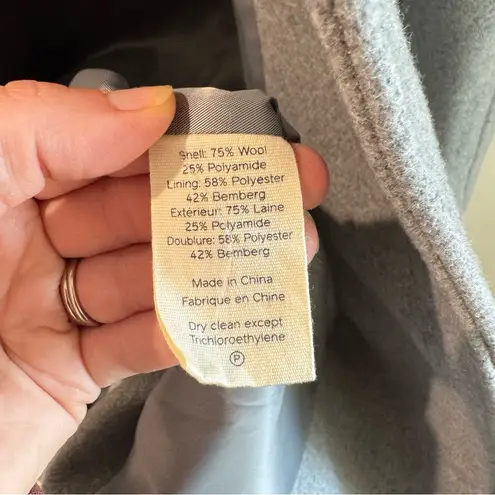 Shell: 75% Wool
25% Polyamide
Lining: 58% Polyester
42% Bemberg
Extérieur: 75% Laine
25% Polyamide
Doublure: 58% Polyester
42% Bemberg
Made in China
Fabrique en Chine
Dry clean except
Trichloroethylene
P